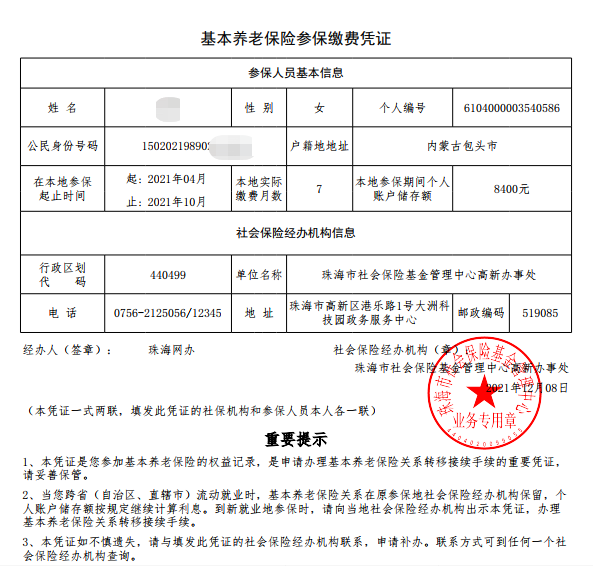 基本养老保险参保缴费凭证
参保人员基本信息
姓 名 性 别 女 个人编号 6104000003540586
公民身份号码 15020219890 户籍地地址 内蒙古包头市
在本地参保起止时间 起: 2021年04月 止: 2021年10月 本地实际缴费月数 7 本地参保期间个人账户储存额 8400元
社会保险经办机构信息
行政区划代 码 440499 单位名称 珠海市社会保险基金管理中心高新办事处
电 话 0756-2125056/12345 地 址 珠海市高新区港乐路1号大洲科技园政务服务中心 邮政编码 519085
经办人（签章）： 珠海网办 社会保险经办机构（章）：
珠海市社会保险基金管理中心高新办事处
2021年12月08日
珠海市社会保险基金管理中心
业务专用章
（本凭证一式两联，填发此凭证的社保机构和参保人员本人各一联）
重要提示
1、本凭证是您参加基本养老保险的权益记录，是申请办理基本养老保险关系转移接续手续的重要凭证，
请妥善保管。
2、当您跨省（自治区、直辖市）流动就业时，基本养老保险关系在原参保地社会保险经办机构保留，个
人账户储存额按规定继续计算利息。到新就业地参保时，请向当地社会保险经办机构出示本凭证，办理
基本养老保险关系转移接续手续。
3、本凭证如不慎遗失，请与填发此凭证的社会保险经办机构联系，申请补办。联系方式可到任何一个社
会保险经办机构查询。